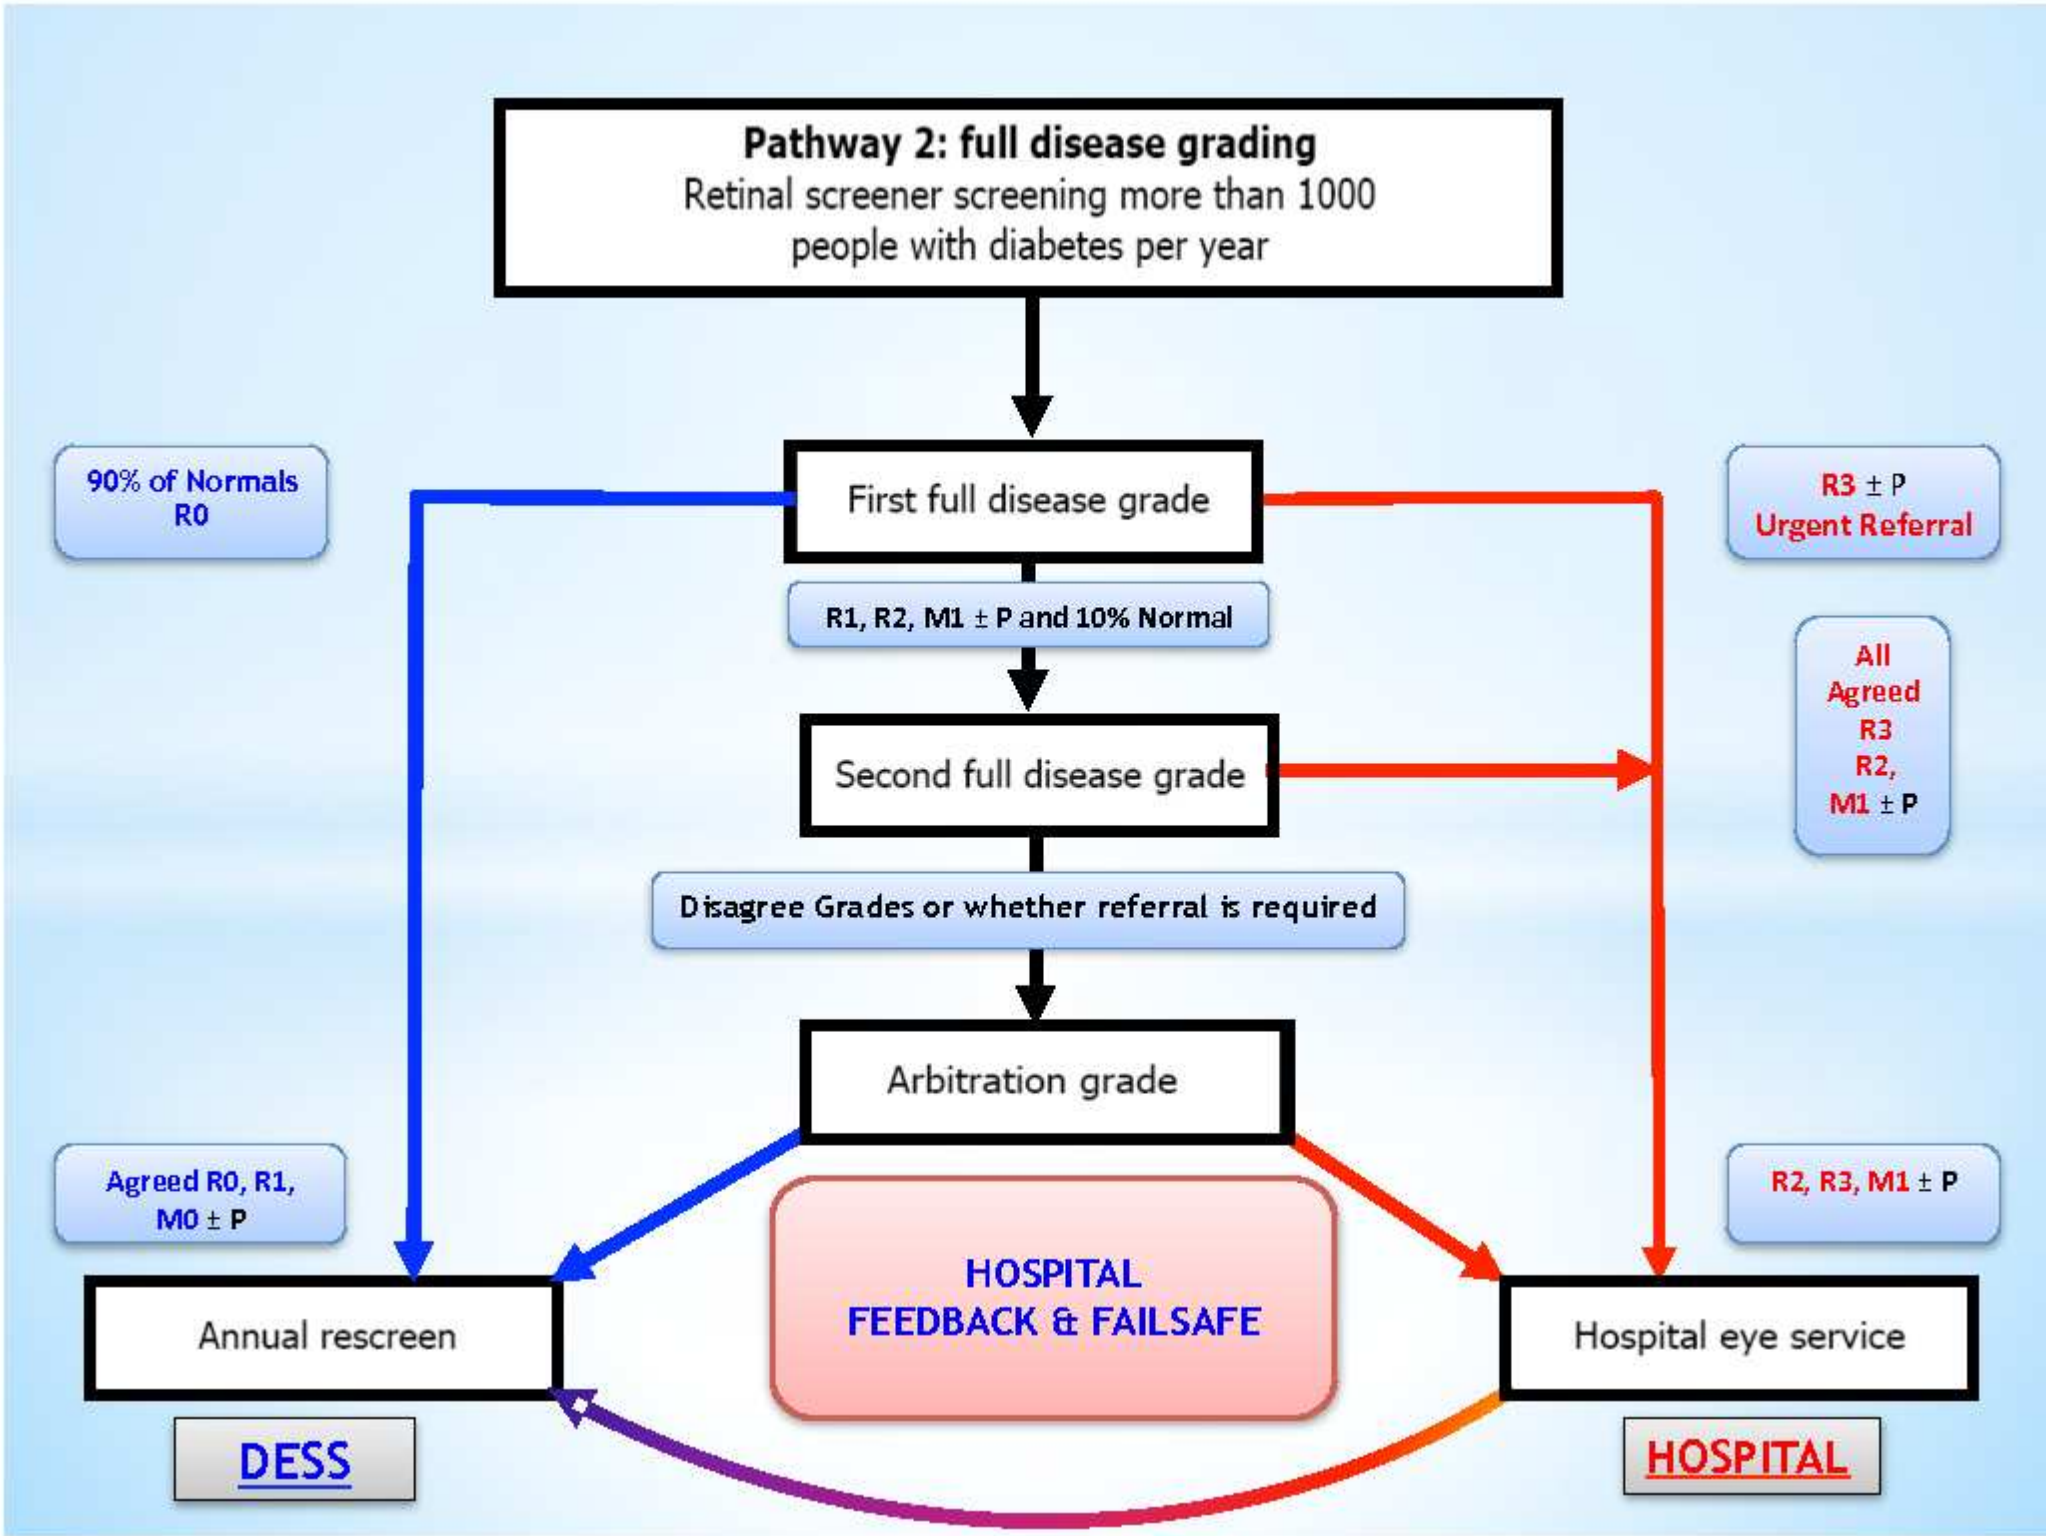 Pathway 2: full disease grading
Retinal screener screening more than 1000
people with diabetes per year
90% of Normals
R0
First full disease grade
R3 ± P
Urgent Referral
R1, R2, M1 ± P and 10% Normal
All
Agreed
R3
R2,
M1 ± P
Second full disease grade
Disagree Grades or whether referral is required
Arbitration grade
Agreed R0, R1,
M0 ± P
R2, R3, M1 ± P
HOSPITAL
FEEDBACK & FAILSAFE
Annual rescreen
Hospital eye service
DESS
HOSPITAL